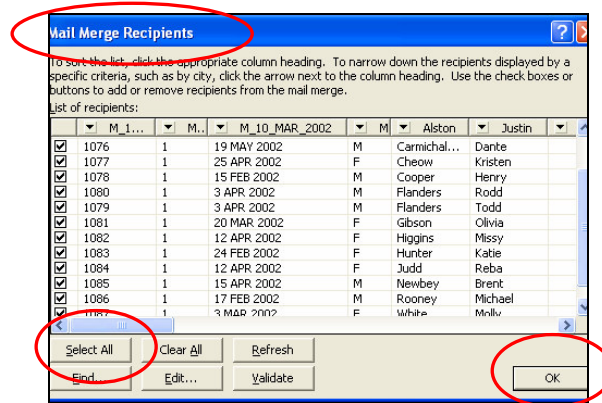 Mail Merge Recipients
To sort the list, click the appropriate column heading. To narrow down the recipients displayed by a
specific criteria, such as by city, click the arrow next to the column heading. Use the check boxes or
buttons to add or remove recipients from the mail merge.
List of recipients:
M_1... M.. M_10_MAR_2002 M Alston Justin
1076 1 19 MAY 2002 M Carmichal... Dante
1077 1 25 APR 2002 F Cheow Kristen
1078 1 15 FEB 2002 M Cooper Henry
1080 1 3 APR 2002 M Flanders Rodd
1079 1 3 APR 2002 M Flanders Todd
1081 1 20 MAR 2002 F Gibson Olivia
1082 1 12 APR 2002 F Higgins Missy
1083 1 24 FEB 2002 F Hunter Katie
1084 1 12 APR 2002 F Judd Reba
1085 1 15 APR 2002 M Newbey Brent
1086 1 17 FEB 2002 M Rooney Michael
1087 1 3 MAR 2002 F White Molly
Select All Clear All Refresh
Find... Edit... Validate OK